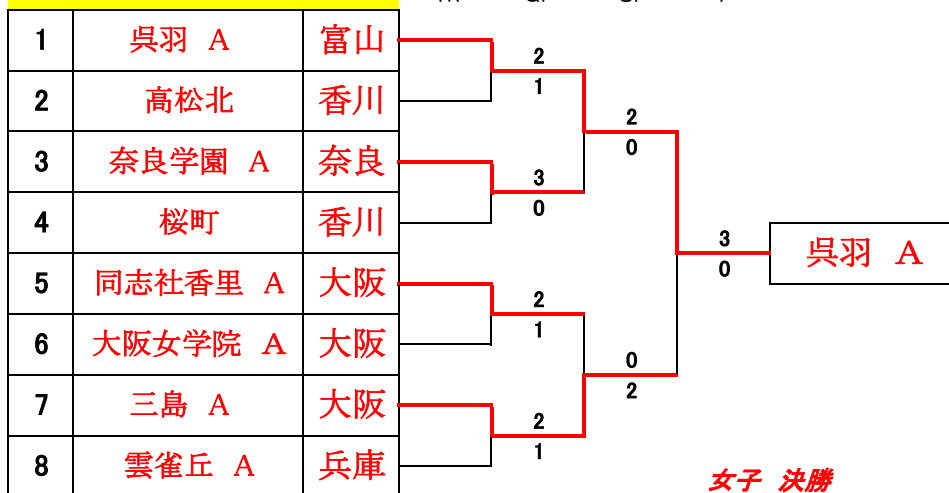 1 呉羽 A 富山
2
1
2 高松北 香川
2
0
3 奈良学園 A 奈良
3
0
4 桜町 香川
3
0
呉羽 A
5 同志社香里 A 大阪
2
1
6 大阪女学院 A 大阪
0
2
7 三島 A 大阪
2
1
8 雲雀丘 A 兵庫
女子 決勝